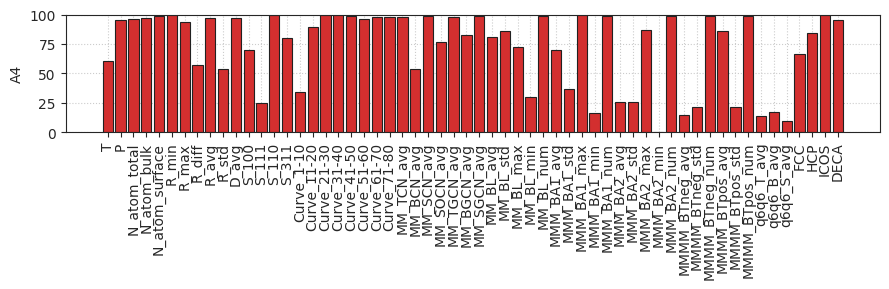 100
75
50
25
0
A4
T
P
N_atom_total
N_atom_bulk
N_atom_surface
R_min
R_max
R_diff
R_avg
R_std
D_avg
S_100
S_111
S_110
S_311
Curve_1-10
Curve_11-20
Curve_21-30
Curve_31-40
Curve_41-50
Curve_51-60
Curve_61-70
Curve_71-80
MM_TCN_avg
MM_BCN_avg
MM_SCN_avg
MM_SOCN_avg
MM_TGCN_avg
MM_BGCN_avg
MM_SGCN_avg
MM_BL_avg
MM_BL_std
MM_BL_max
MM_BL_min
MM_BL_num
MMM_BA1_avg
MMM_BA1_std
MMM_BA1_max
MMM_BA1_min
MMM_BA1_num
MMM_BA2_avg
MMM_BA2_std
MMM_BA2_max
MMM_BA2_min
MMM_BA2_num
MMMM_BTneg_avg
MMMM_BTneg_std
MMMM_BTneg_num
MMMM_BTpos_avg
MMMM_BTpos_std
MMMM_BTpos_num
q6q6_T_avg
q6q6_B_avg
q6q6_S_avg
FCC
HCP
ICOS
DECA